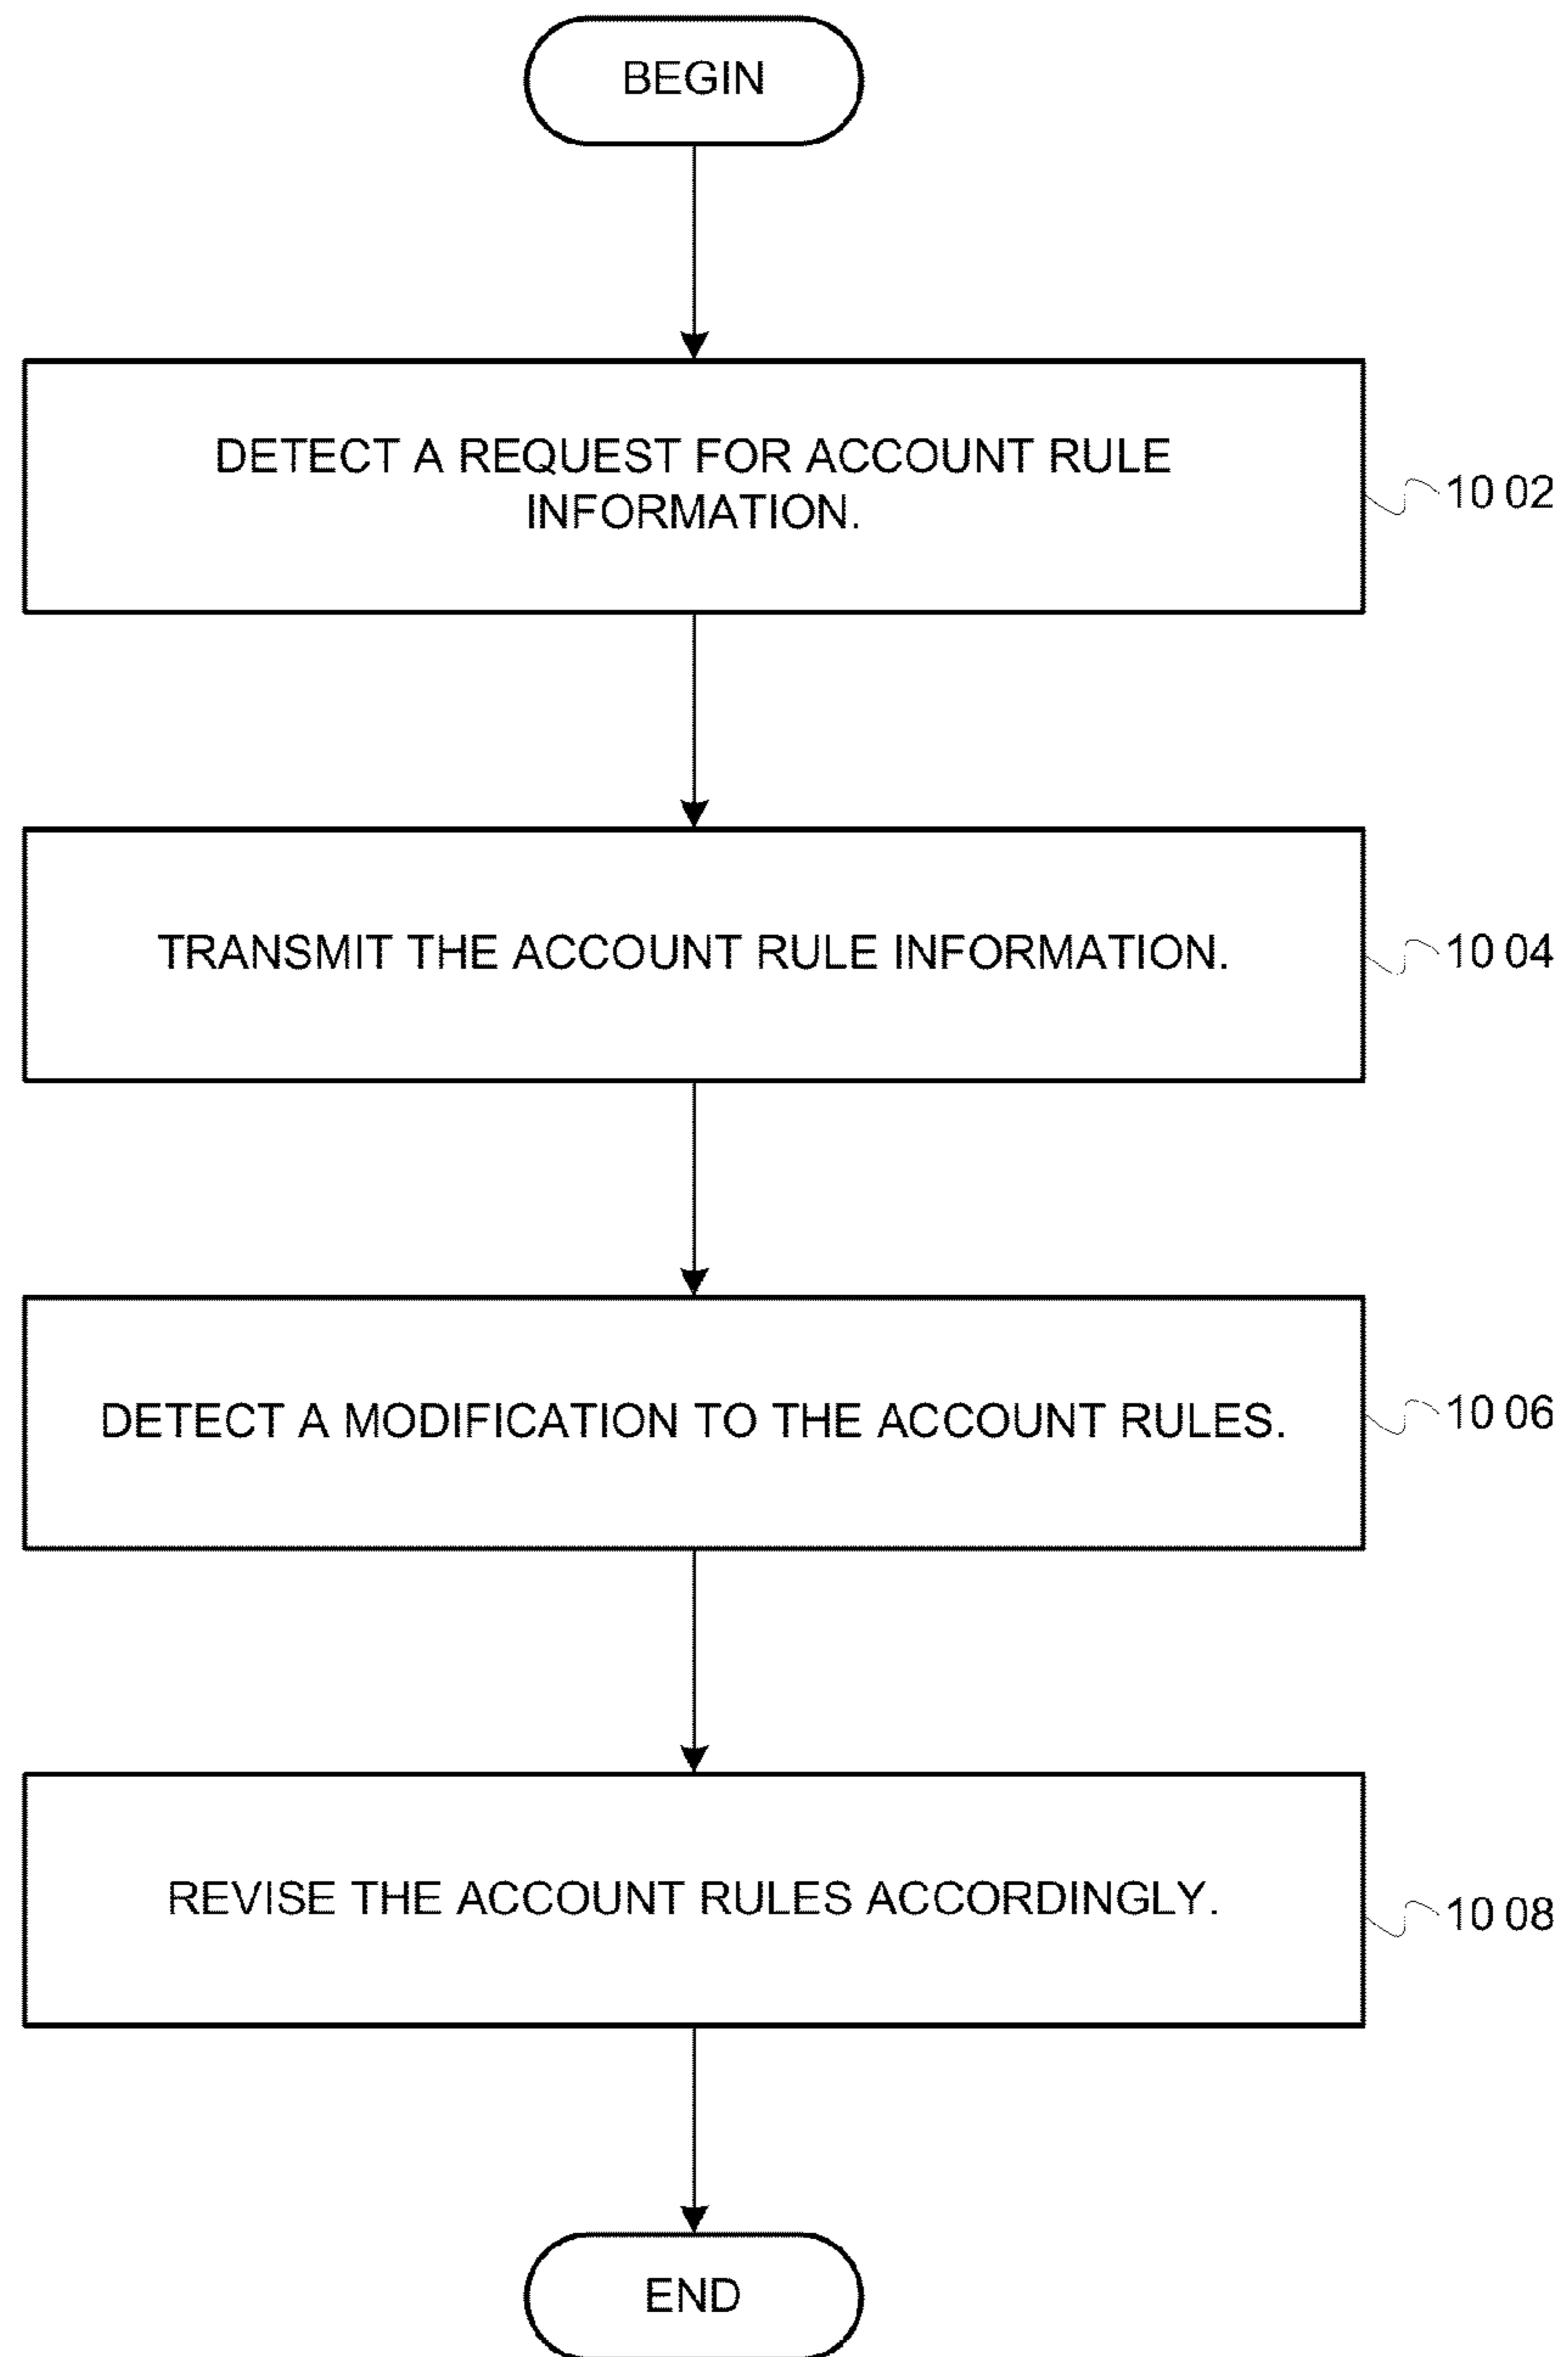 BEGIN
DETECT A REQUEST FOR ACCOUNT RULE
INFORMATION.
1002
TRANSMIT THE ACCOUNT RULE INFORMATION.
1004
DETECT A MODIFICATION TO THE ACCOUNT RULES.
1006
REVISE THE ACCOUNT RULES ACCORDINGLY.
1008
END